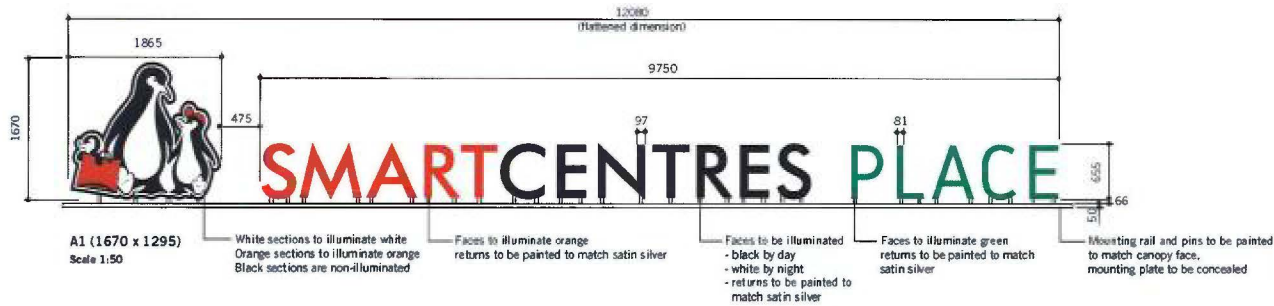 12080
(flattened dimension)
1865
9750
1670
475
97
81
SMARTCENTRES PLACE
655
66
50
A1 (1670 x 1295)
Scale 1:50
White sections to illuminate white
Orange sections to illuminate orange
Black sections are non-illuminated
Faces to illuminate orange
returns to be painted to match satin silver
Faces to be illuminated
- black by day
- white by night
- returns to be painted to
match satin silver
Faces to illuminate green
returns to be painted to match
satin silver
Mounting rail and pins to be painted
to match canopy face,
mounting plate to be concealed